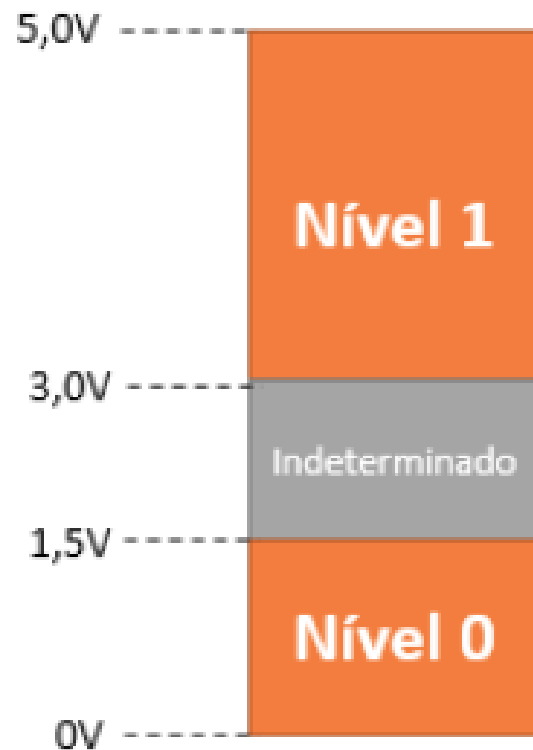 5,0V
Nível 1
3,0V
Indeterminado
1,5V
Nível 0
0V